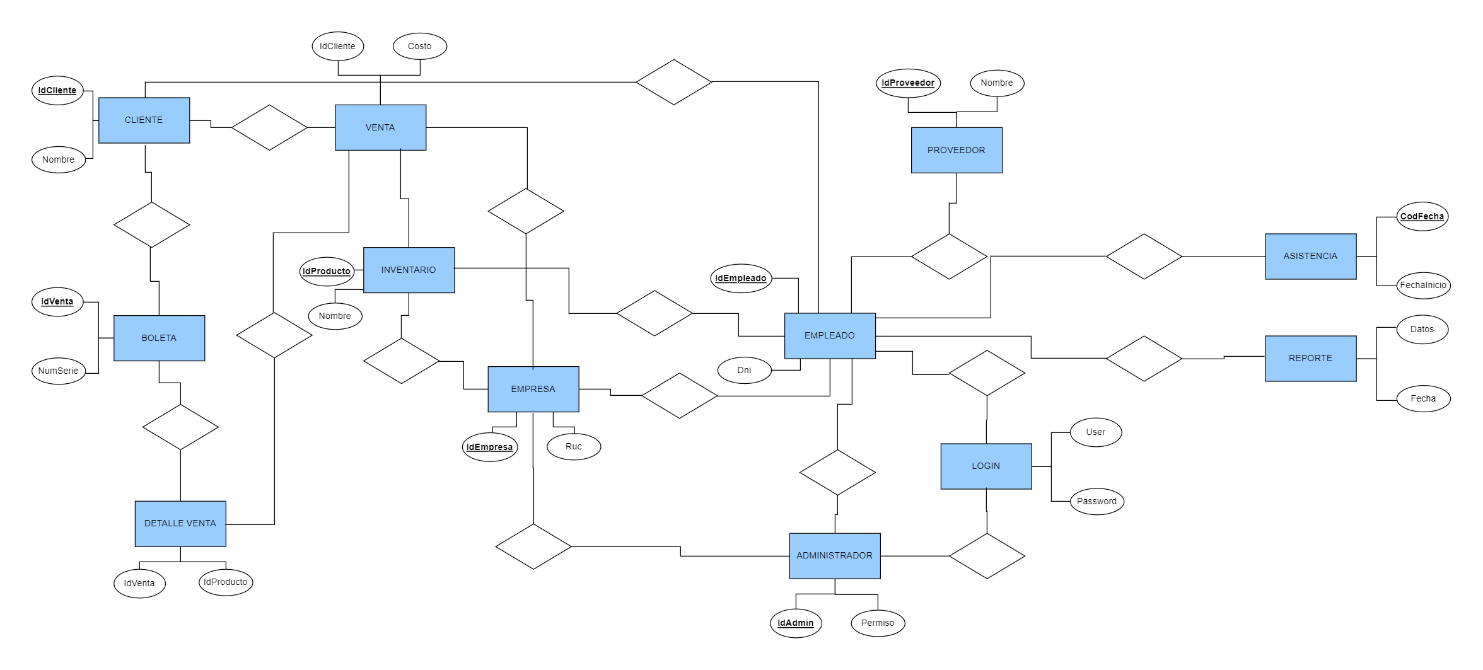 IdCliente
Costo
IdProveedor
Nombre
IdCliente
CLIENTE
VENTA
PROVEEDOR
Nombre
CodFecha
INVENTARIO
IdProducto
IdEmpleado
ASISTENCIA
FechaInicio
IdVenta
Nombre
BOLETA
EMPLEADO
Datos
NumSerie
Dni
REPORTE
EMPRESA
Fecha
IdEmpresa
Ruc
User
LOGIN
Password
DETALLE VENTA
ADMINISTRADOR
IdVenta
IdProducto
IdAdmin
Permiso